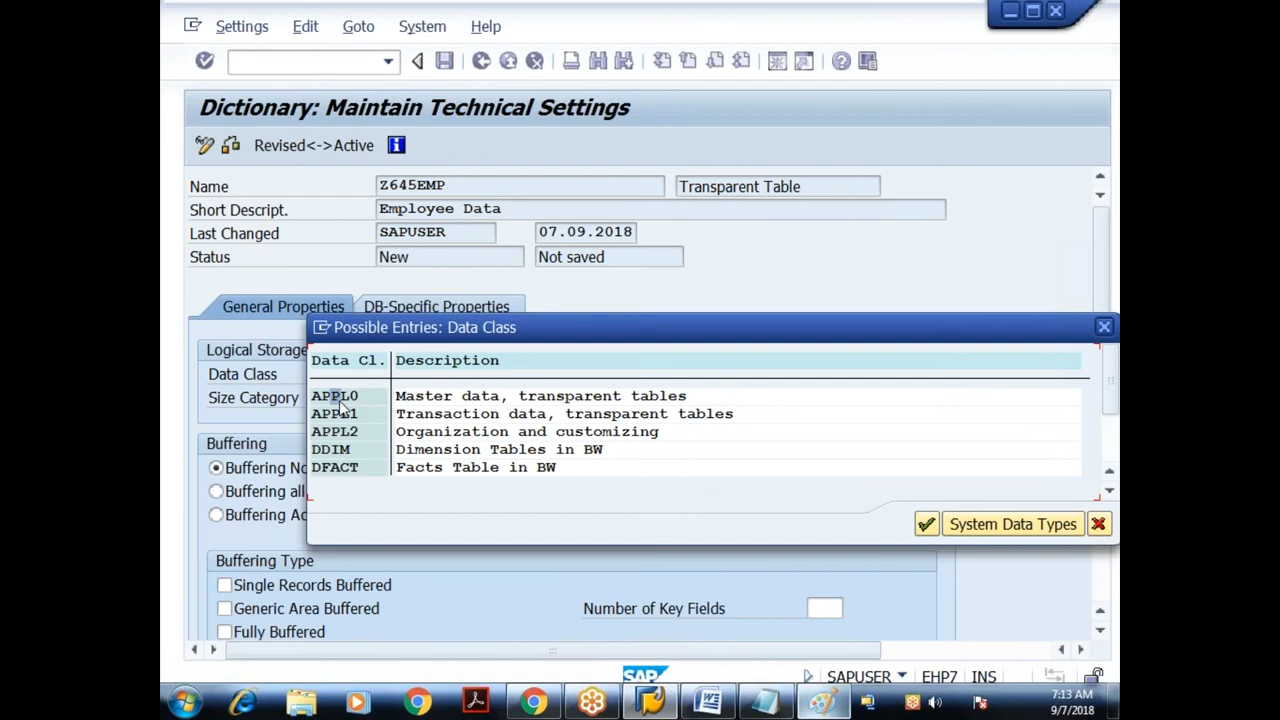 Settings Edit Goto System Help
Dictionary: Maintain Technical Settings
Revised<->Active
Name Z645EMP Transparent Table
Short Descript. Employee Data
Last Changed SAPUSER 07.09.2018
Status New Not saved
General Properties DB-Specific Properties
Possible Entries: Data Class
Logical Storage
Data Cl. Description
Data Class
APPL0 Master data, transparent tables
Size Category
APPL1 Transaction data, transparent tables
APPL2 Organization and customizing
Buffering
DDIM Dimension Tables in BW
Buffering
DFACT Facts Table in BW
Buffering
Buffering
System Data Types
Buffering Type
Single Records Buffered
Generic Area Buffered Number of Key Fields
Fully Buffered
SAP SAPUSER EHP7 INS
7:13 AM
9/7/2018